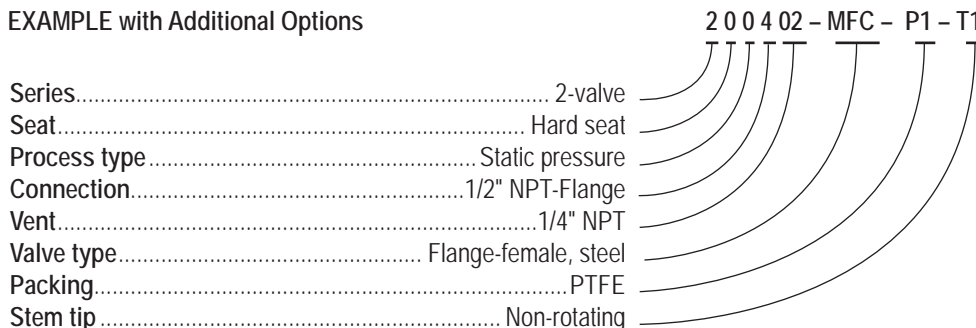 EXAMPLE with Additional Options 2 0 0 4 02 – MFC – P1 – T1
Series........ 2-valve
Seat........ Hard seat
Process type........ Static pressure
Connection........1/2" NPT-Flange
Vent........1/4" NPT
Valve type........ Flange-female, steel
Packing........PTFE
Stem tip ........ Non-rotating